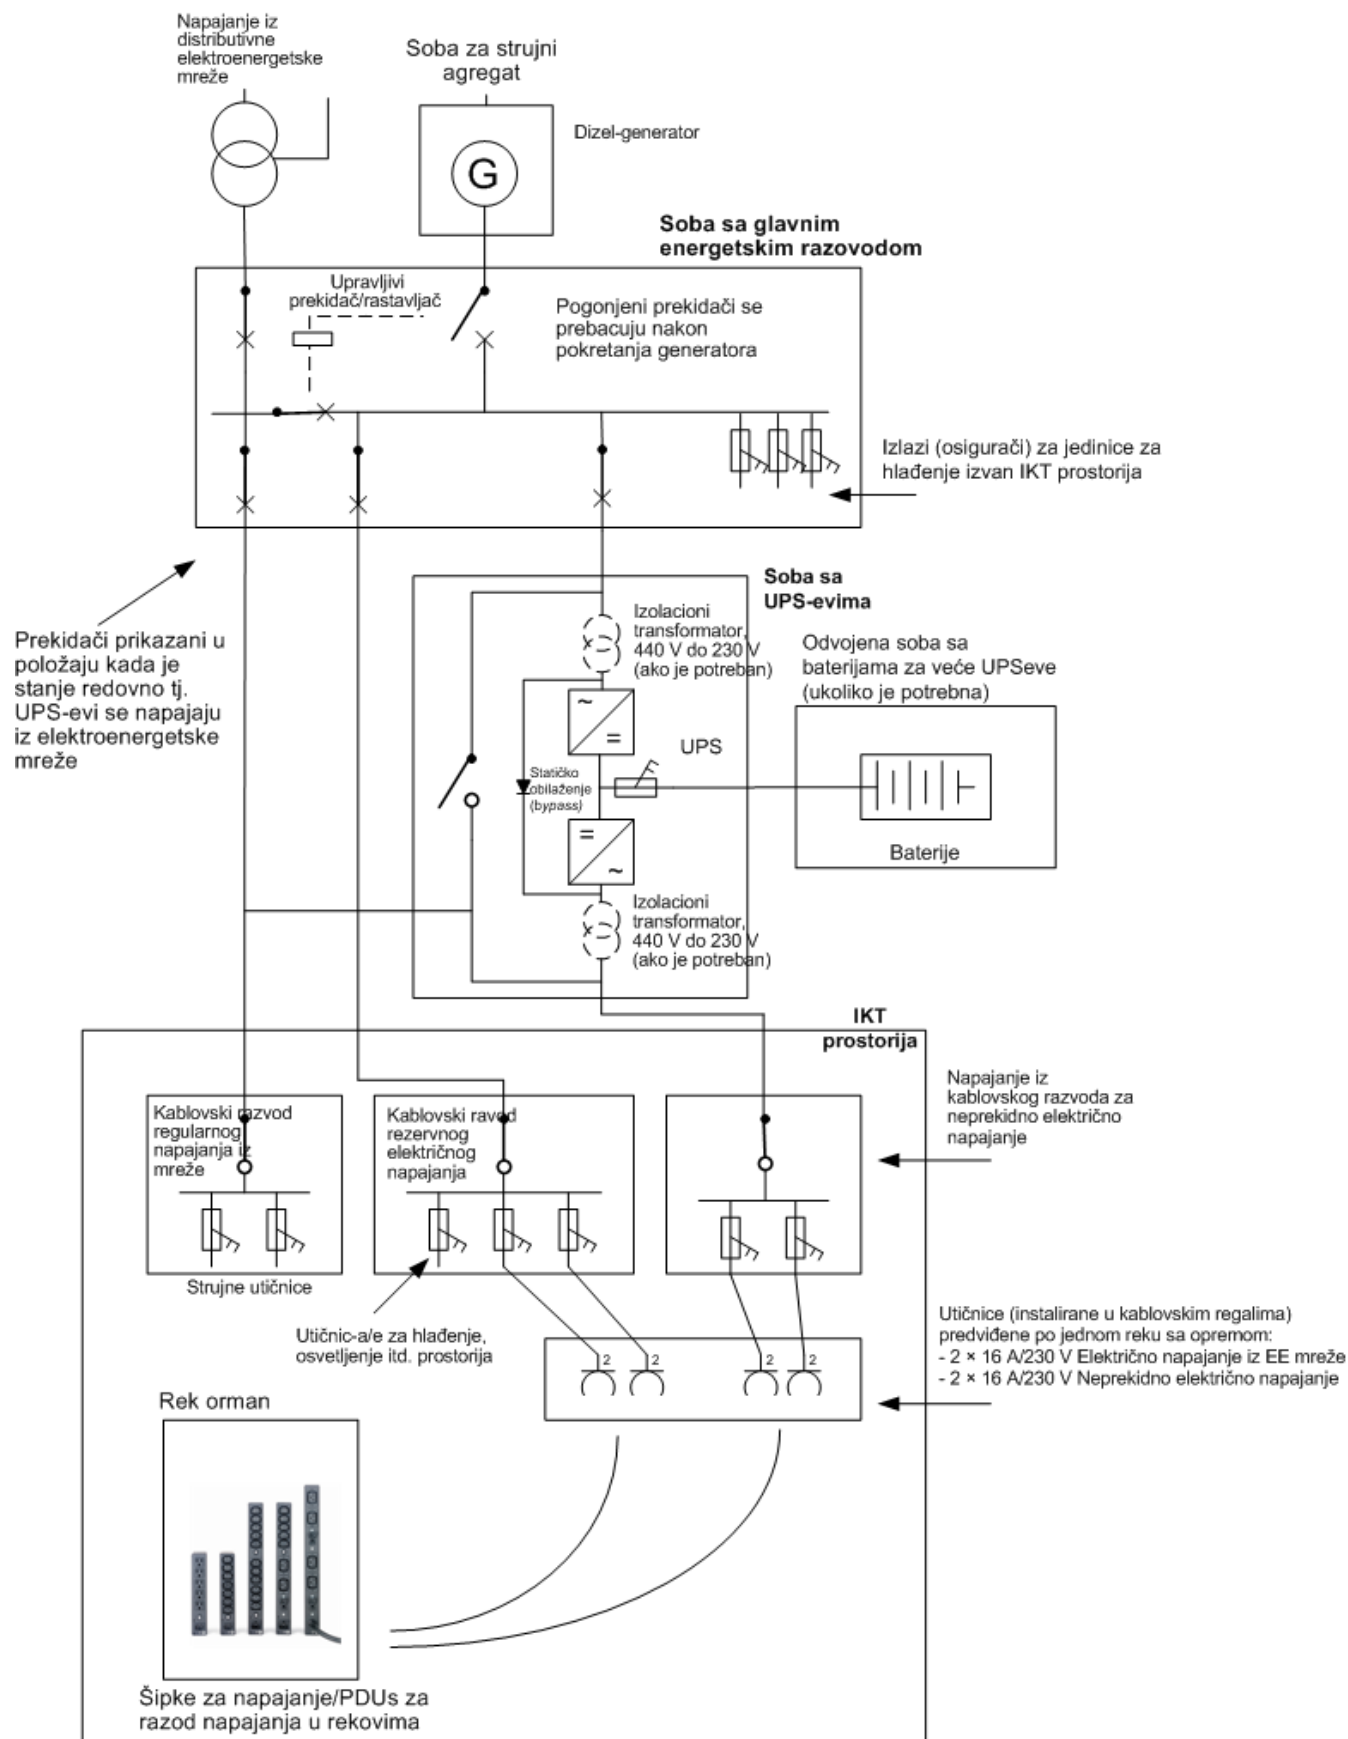 Napajanje iz
distributivne
elektroenergetske
mreže
Soba za strujni
agregat
Dizel-generator
G
Soba sa glavnim
energetskim razovodom
Upravljivi
prekidač/rastavljač
Pogonjeni prekidači se
prebacuju nakon
pokretanja generatora
Izlazi (osigurači) za jedinice za
hlađenje izvan IKT prostorija
Prekidači prikazani u
položaju kada je
stanje redovno tj.
UPS-evi se napajaju
iz elektroenergetske
mreže
Soba sa
UPS-evima
Izolacioni
transformator,
440 V do 230 V
(ako je potreban)
Odvojena soba sa
baterijama za veće UPSeve
(ukoliko je potrebna)
~
=
UPS
Statičko
obilaženje
(bypass)
=
~
Baterije
Izolacioni
transformator,
440 V do 230 V
(ako je potreban)
IKT
prostorija
Napajanje iz
kablovskog razvoda za
neprekidno električno
napajanje
Kablovski razvod
regularnog
napajanja iz
mreže
Kablovski ravod
rezervnog
električnog
napajanja
Strujne utičnice
Utičnic-a/e za hlađenje,
osvetljenje itd. prostorija
Utičnice (instalirane u kablovskim regalima)
predviđene po jednom reku sa opremom:
- 2 × 16 A/230 V Električno napajanje iz EE mreže
- 2 × 16 A/230 V Neprekidno električno napajanje
2 2 2 2
Rek orman
Šipke za napajanje/PDUs za
razod napajanja u rekovima